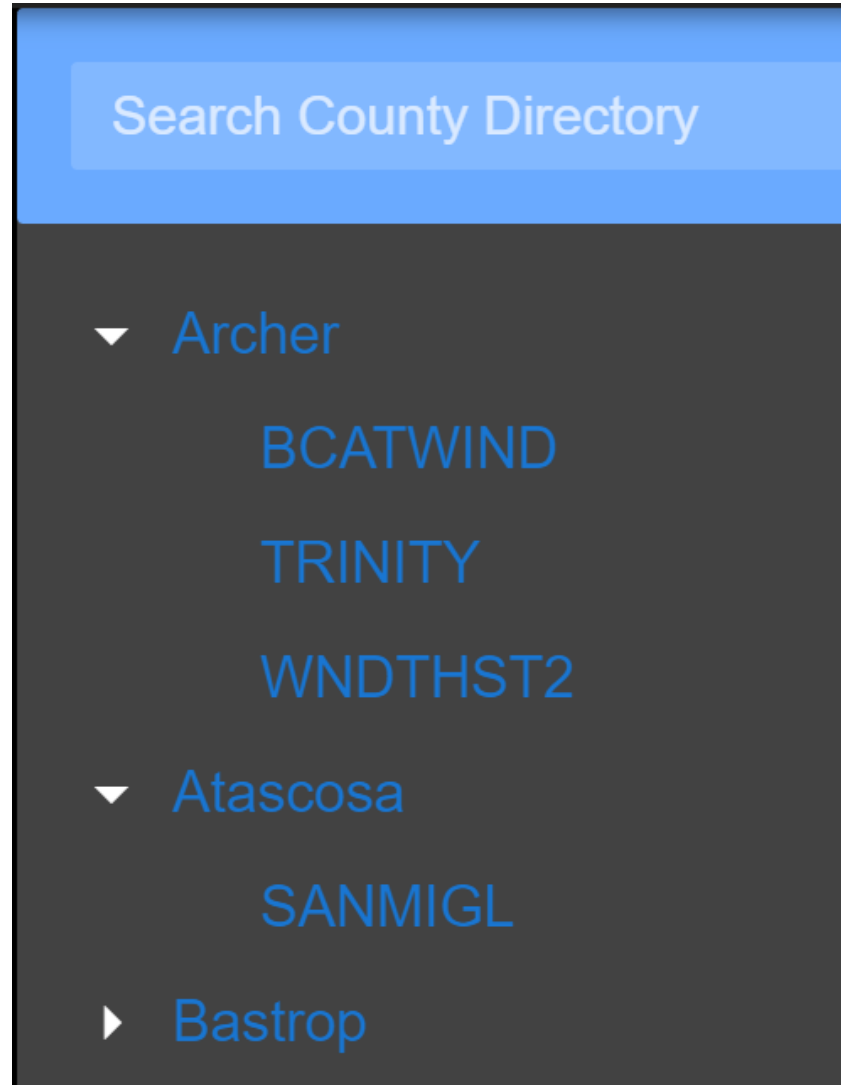 Search County Directory
Archer
BCATWIND
TRINITY
WNDTHST2
Atascosa
SANMIGL
Bastrop